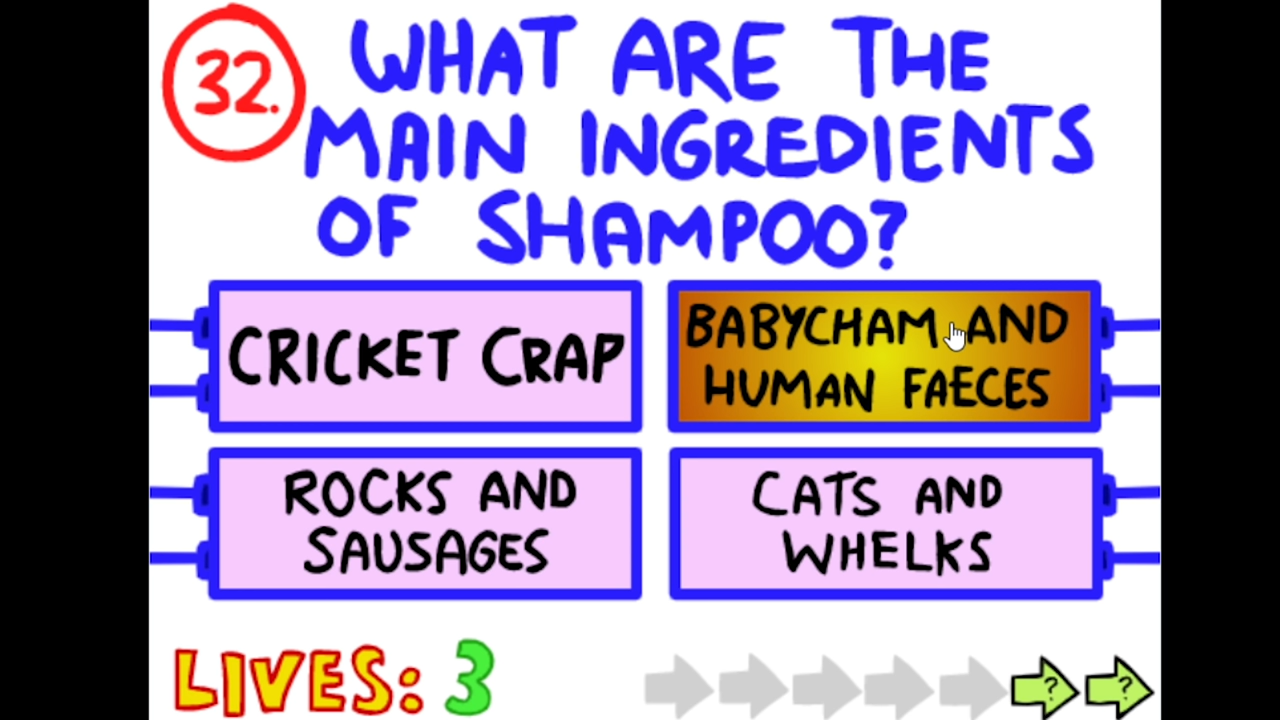 32.
WHAT ARE THE
MAIN INGREDIENTS
OF SHAMPOO?
CRICKET CRAP
BABYCHAM AND
HUMAN FAECES
ROCKS AND
SAUSAGES
CATS AND
WHELKS
LIVES: 3
? ?